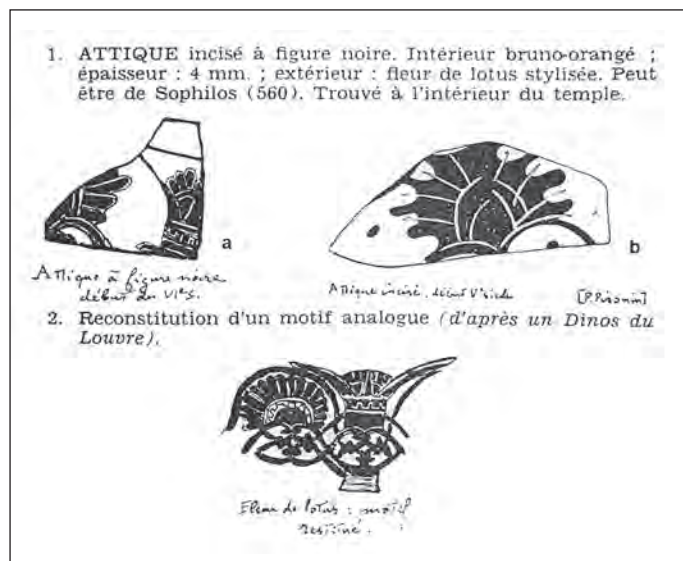 1. ATTIQUE incisé à figure noire. Intérieur bruno-orangé ;
épaisseur : 4 mm. ; extérieur : fleur de lotus stylisée. Peut
être de Sophilos (560). Trouvé à l'intérieur du temple.
a
b
Attique à figure noire
début du VIe s.
Attique incisé, début Ve siècle
2. Reconstitution d'un motif analogue (d'après un Dinos du
Louvre).
Fleur de lotus : motif
restitué.